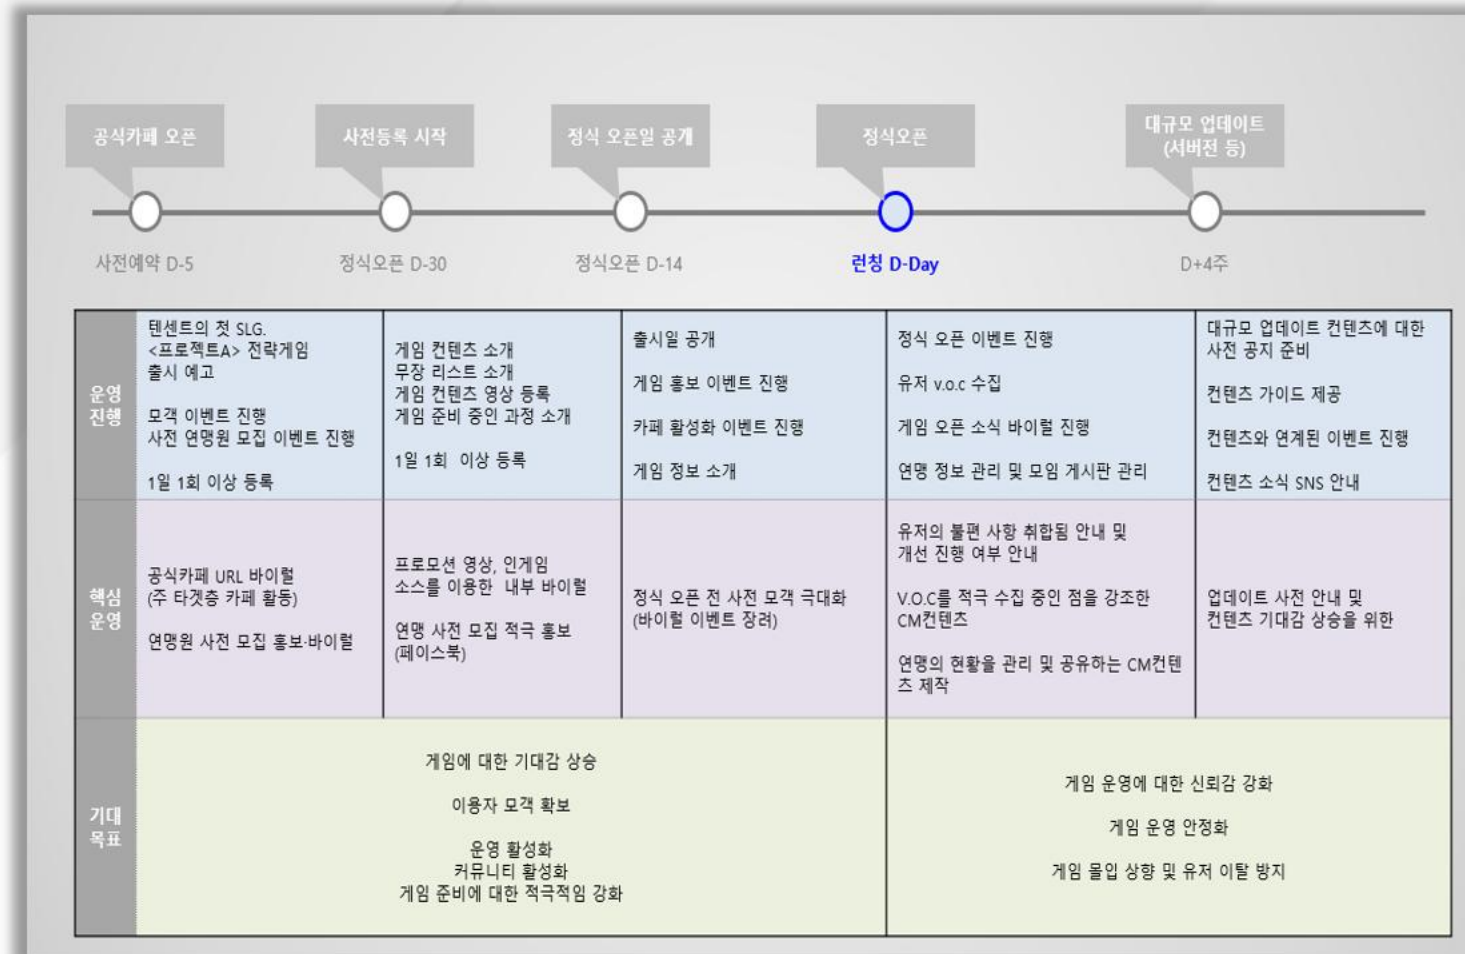 공식카페 오픈
사전등록 시작
정식 오픈일 공개
정식오픈
대규모 업데이트
(서버전 등)
사전예약 D-5
정식오픈 D-30
정식오픈 D-14
런칭 D-Day
D+4주
운영
진행
텐센트의 첫 SLG.
<프로젝트A> 전략게임
출시 예고
모객 이벤트 진행
사전 연맹원 모집 이벤트 진행
1일 1회 이상 등록
게임 컨텐츠 소개
무장 리스트 소개
게임 컨텐츠 영상 등록
게임 준비 중인 과정 소개
1일 1회  이상 등록
출시일 공개
게임 홍보 이벤트 진행
카페 활성화 이벤트 진행
게임 정보 소개
정식 오픈 이벤트 진행
유저 v.o.c 수집
게임 오픈 소식 바이럴 진행
연맹 정보 관리 및 모임 게시판 관리
대규모 업데이트 컨텐츠에 대한
사전 공지 준비
컨텐츠 가이드 제공
컨텐츠와 연계된 이벤트 진행
컨텐츠 소식 SNS 안내
핵심
운영
공식카페 URL 바이럴
(주 타겟층 카페 활동)
연맹원 사전 모집 홍보·바이럴
프로모션 영상, 인게임
소스를 이용한  내부 바이럴
연맹 사전 모집 적극 홍보
(페이스북)
정식 오픈 전 사전 모객 극대화
(바이럴 이벤트 장려)
유저의 불편 사항 취합됨 안내 및
개선 진행 여부 안내
V.O.C를 적극 수집 중인 점을 강조한
CM컨텐츠
연맹의 현황을 관리 및 공유하는 CM컨텐
츠 제작
업데이트 사전 안내 및
컨텐츠 기대감 상승을 위한
기대
목표
게임에 대한 기대감 상승
이용자 모객 확보
운영 활성화
커뮤니티 활성화
게임 준비에 대한 적극적임 강화
게임 운영에 대한 신뢰감 강화
게임 운영 안정화
게임 몰입 상향 및 유저 이탈 방지